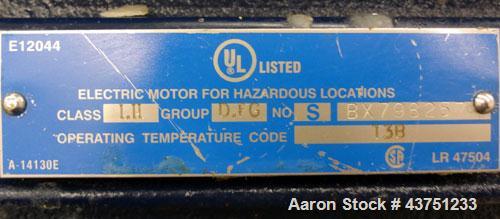 E12044
UL LISTED
ELECTRIC MOTOR FOR HAZARDOUS LOCATIONS
CLASS I.II GROUP D.FG NO S
OPERATING TEMPERATURE CODE T3B
A-14130E LR 47504
Aaron Stock # 43751233